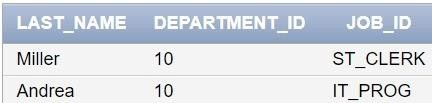 LAST_NAME DEPARTMENT_ID JOB_ID
Miller 10 ST_CLERK
Andrea 10 IT_PROG